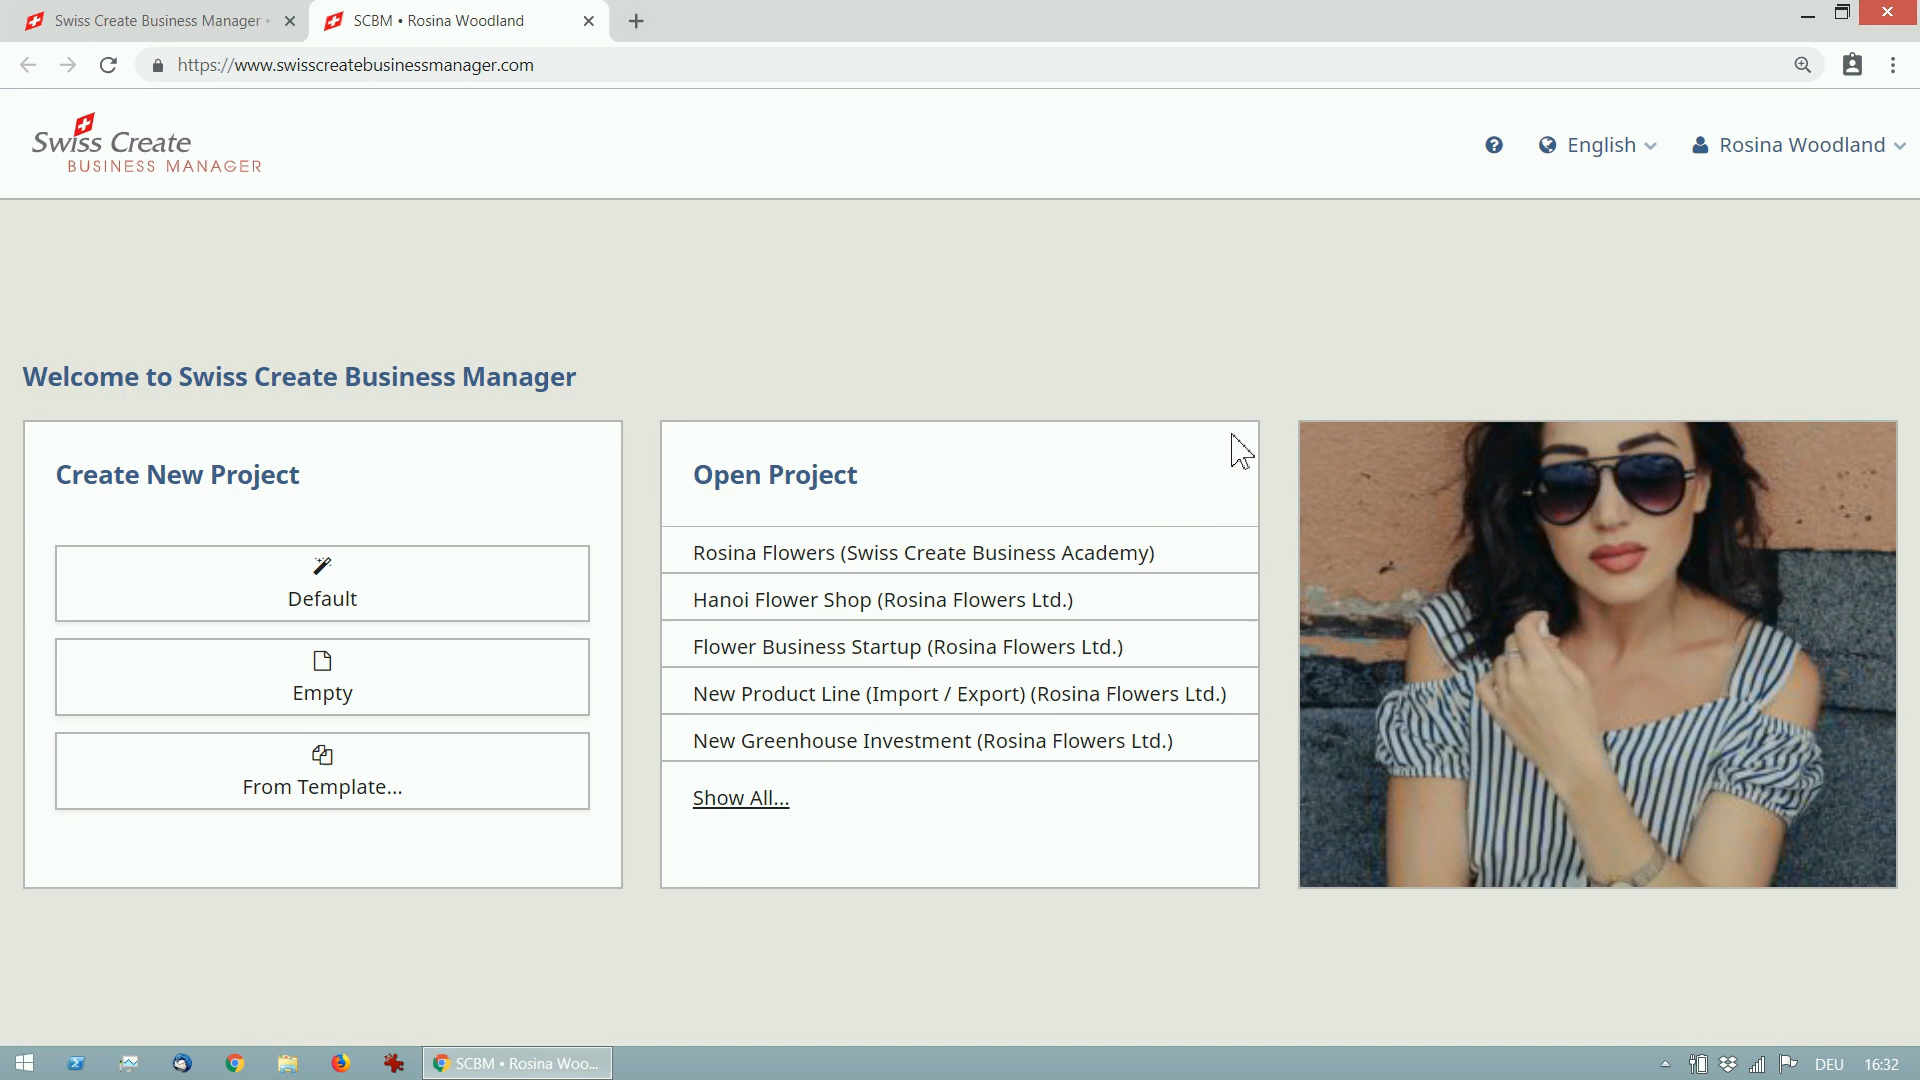 Swiss Create Business Manager •
SCBM • Rosina Woodland
https://www.swisscreatebusinessmanager.com
Swiss Create
BUSINESS MANAGER
English
Rosina Woodland
Welcome to Swiss Create Business Manager
Create New Project
Default
Empty
From Template...
Open Project
Rosina Flowers (Swiss Create Business Academy)
Hanoi Flower Shop (Rosina Flowers Ltd.)
Flower Business Startup (Rosina Flowers Ltd.)
New Product Line (Import / Export) (Rosina Flowers Ltd.)
New Greenhouse Investment (Rosina Flowers Ltd.)
Show All...
SCBM • Rosina Woo...
DEU
16:32